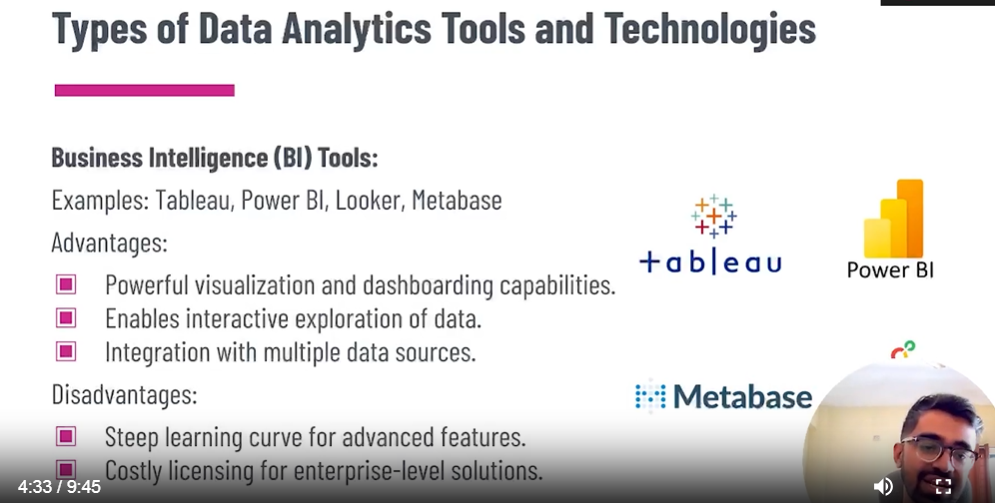 Types of Data Analytics Tools and Technologies
Business Intelligence (BI) Tools:
Examples: Tableau, Power BI, Looker, Metabase
Advantages:
Powerful visualization and dashboarding capabilities.
Enables interactive exploration of data.
Integration with multiple data sources.
Disadvantages:
Steep learning curve for advanced features.
Costly licensing for enterprise-level solutions.
+ableau
Power BI
Metabase
4:33 / 9:45